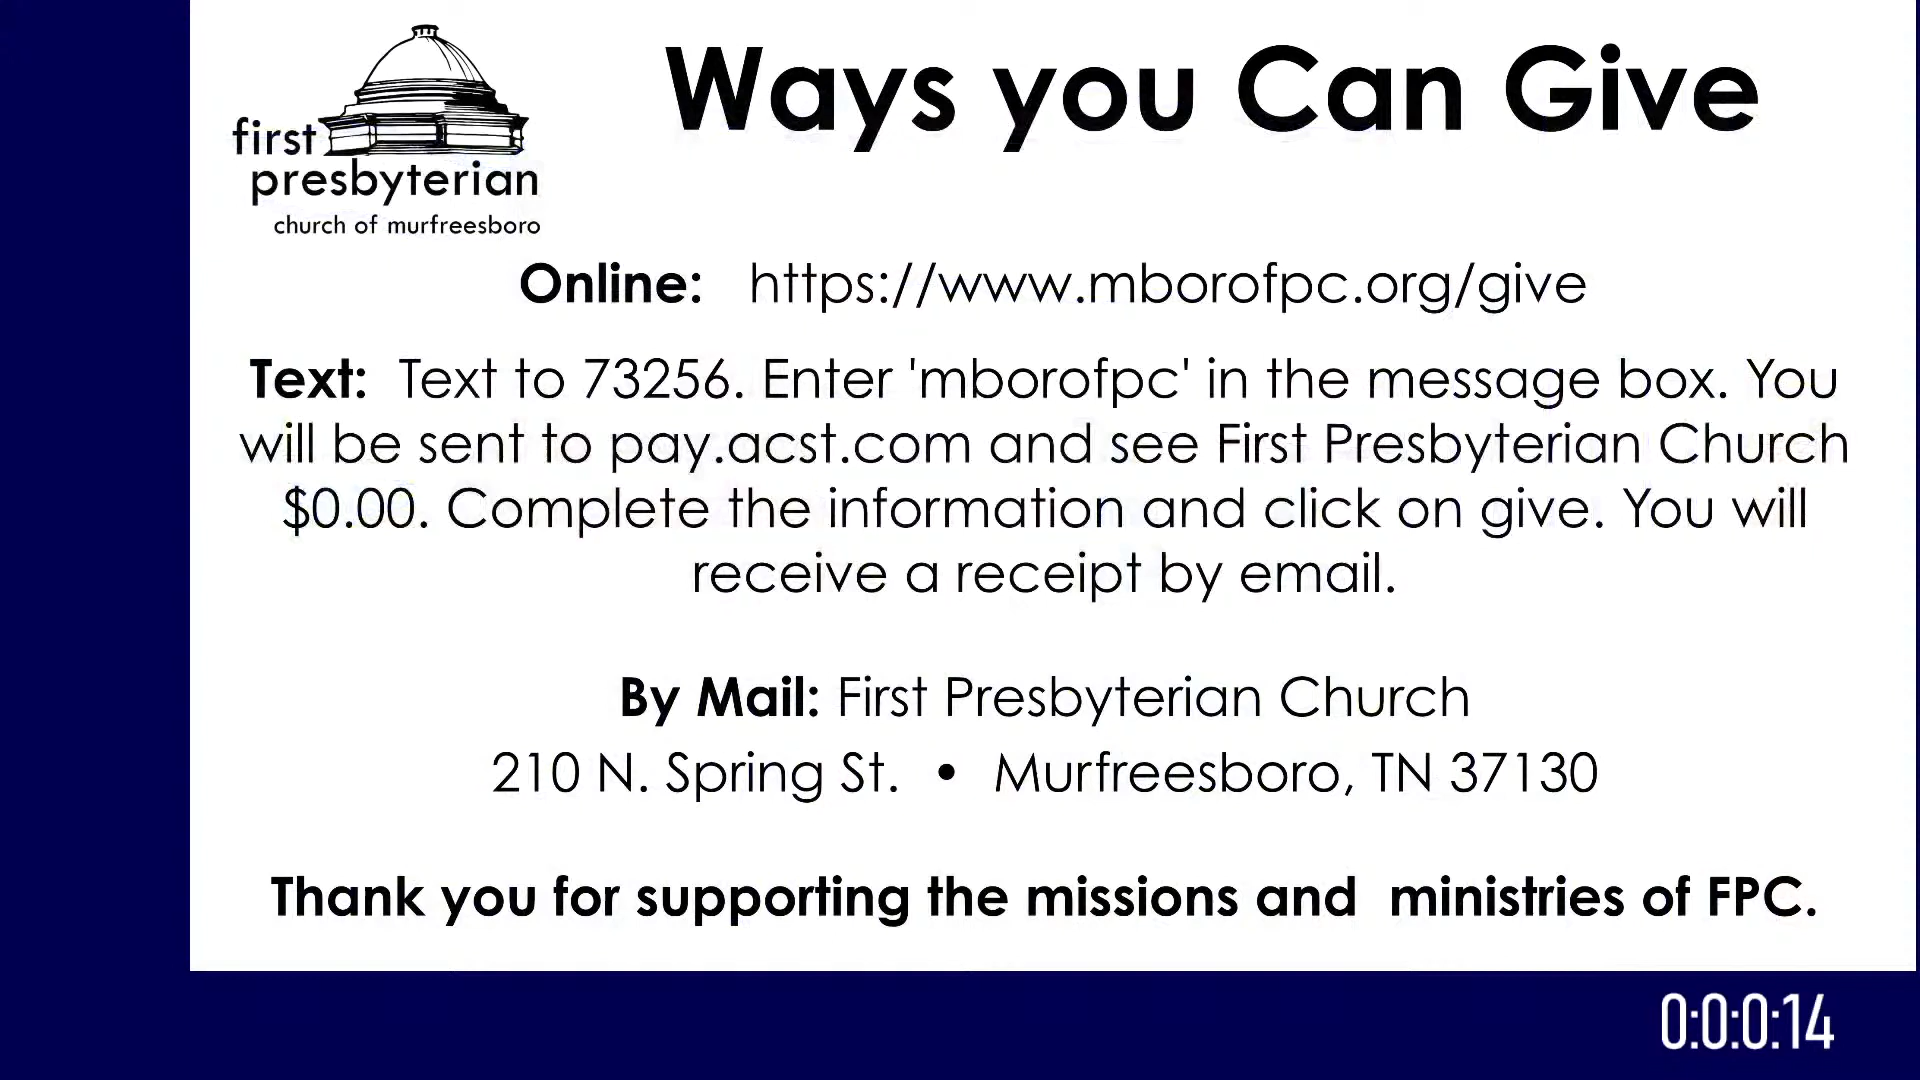 first
presbyterian
church of murfreesboro
Ways you Can Give
Online: https://www.mborofpc.org/give
Text: Text to 73256. Enter 'mborofpc' in the message box. You
will be sent to pay.acst.com and see First Presbyterian Church
$0.00. Complete the information and click on give. You will
receive a receipt by email.
By Mail: First Presbyterian Church
210 N. Spring St. • Murfreesboro, TN 37130
Thank you for supporting the missions and ministries of FPC.
0:0:0:14